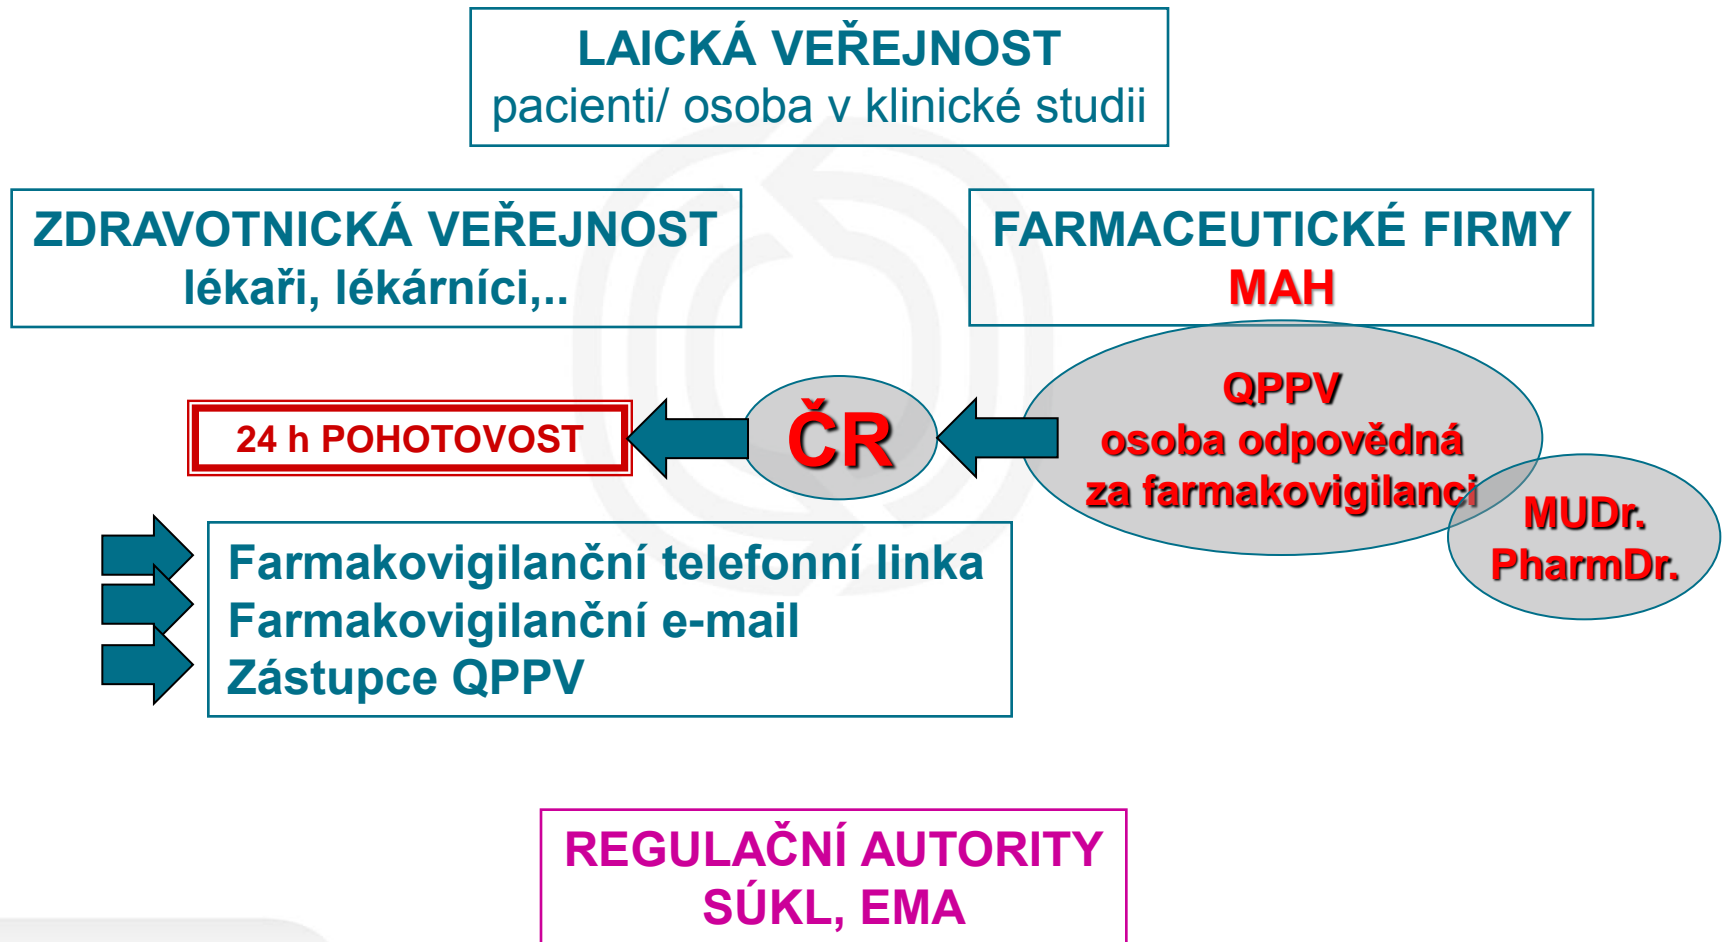 LAICKÁ VEŘEJNOST
pacienti/ osoba v klinické studii
ZDRAVOTNICKÁ VEŘEJNOST
lékaři, lékárníci,..
FARMACEUTICKÉ FIRMY
MAH
QPPV
osoba odpovědná
za farmakovigilanci
MUDr.
PharmDr.
ČR
24 h POHOTOVOST
Farmakovigilanční telefonní linka
Farmakovigilanční e-mail
Zástupce QPPV
REGULAČNÍ AUTORITY
SÚKL, EMA